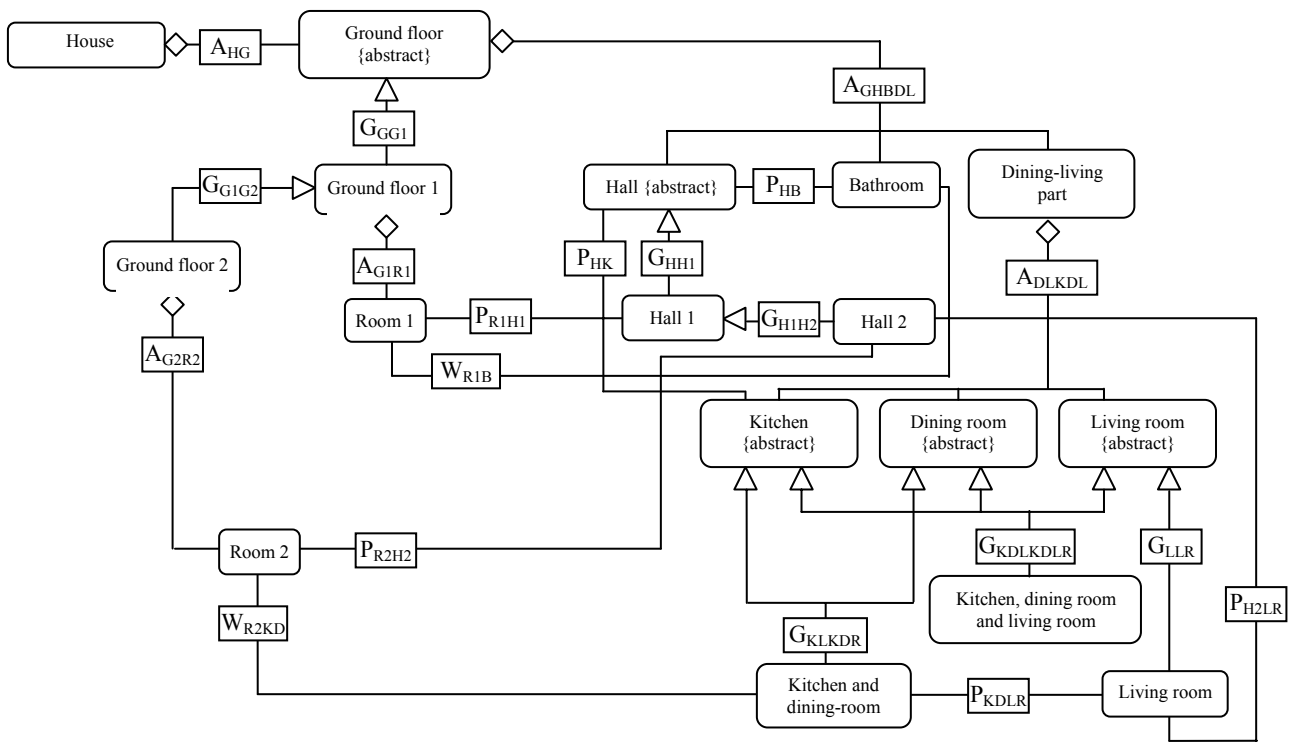 House
A_HG
Ground floor
{abstract}
A_GHBDL
G_GG1
G_G1G2
Ground floor 1
Hall {abstract}
P_HB
Bathroom
Dining-living
part
Ground floor 2
A_G1R1
P_HK
G_HH1
A_DLKDL
Room 1
P_R1H1
Hall 1
G_H1H2
Hall 2
A_G2R2
W_R1B
Kitchen
{abstract}
Dining room
{abstract}
Living room
{abstract}
Room 2
P_R2H2
G_KDLKDLR
G_LLR
Kitchen, dining room
and living room
P_H2LR
W_R2KD
G_KLKDR
Kitchen and
dining-room
P_KDLR
Living room